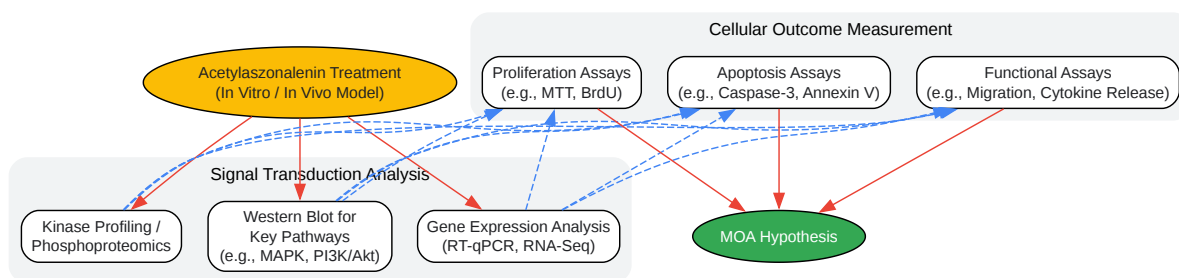 Cellular Outcome Measurement
Acetylaszonalenin Treatment
(In Vitro / In Vivo Model)
Proliferation Assays
(e.g., MTT, BrdU)
Apoptosis Assays
(e.g., Caspase-3, Annexin V)
Functional Assays
(e.g., Migration, Cytokine Release)
Signal Transduction Analysis
Kinase Profiling /
Phosphoproteomics
Western Blot for
Key Pathways
(e.g., MAPK, PI3K/Akt)
Gene Expression Analysis
(RT-qPCR, RNA-Seq)
MOA Hypothesis